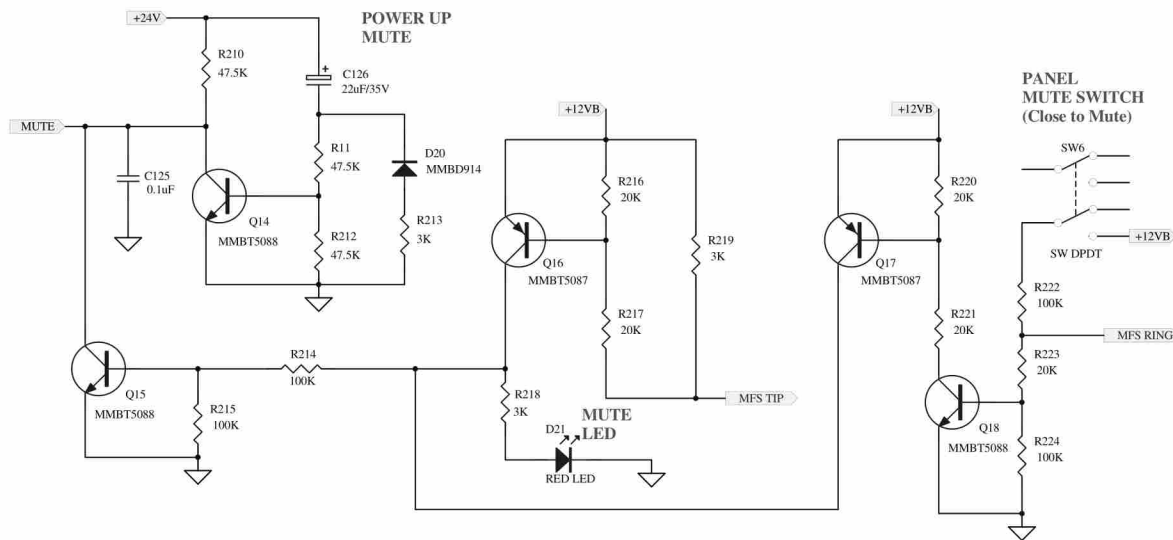 +24V
POWER UP
MUTE
R210
47.5K
C126
22uF/35V
MUTE
C125
0.1uF
R11
47.5K
D20
MMBD914
Q14
MMBT5088
R212
47.5K
R213
3K
Q15
MMBT5088
R215
100K
R214
100K
+12VB
R216
20K
Q16
MMBT5087
R217
20K
R219
3K
R218
3K
MFS TIP
MUTE
LED
D21
RED LED
+12VB
R220
20K
Q17
MMBT5087
R221
20K
Q18
MMBT5088
PANEL
MUTE SWITCH
(Close to Mute)
SW6
+12VB
SW DPDT
R222
100K
MFS RING
R223
20K
R224
100K